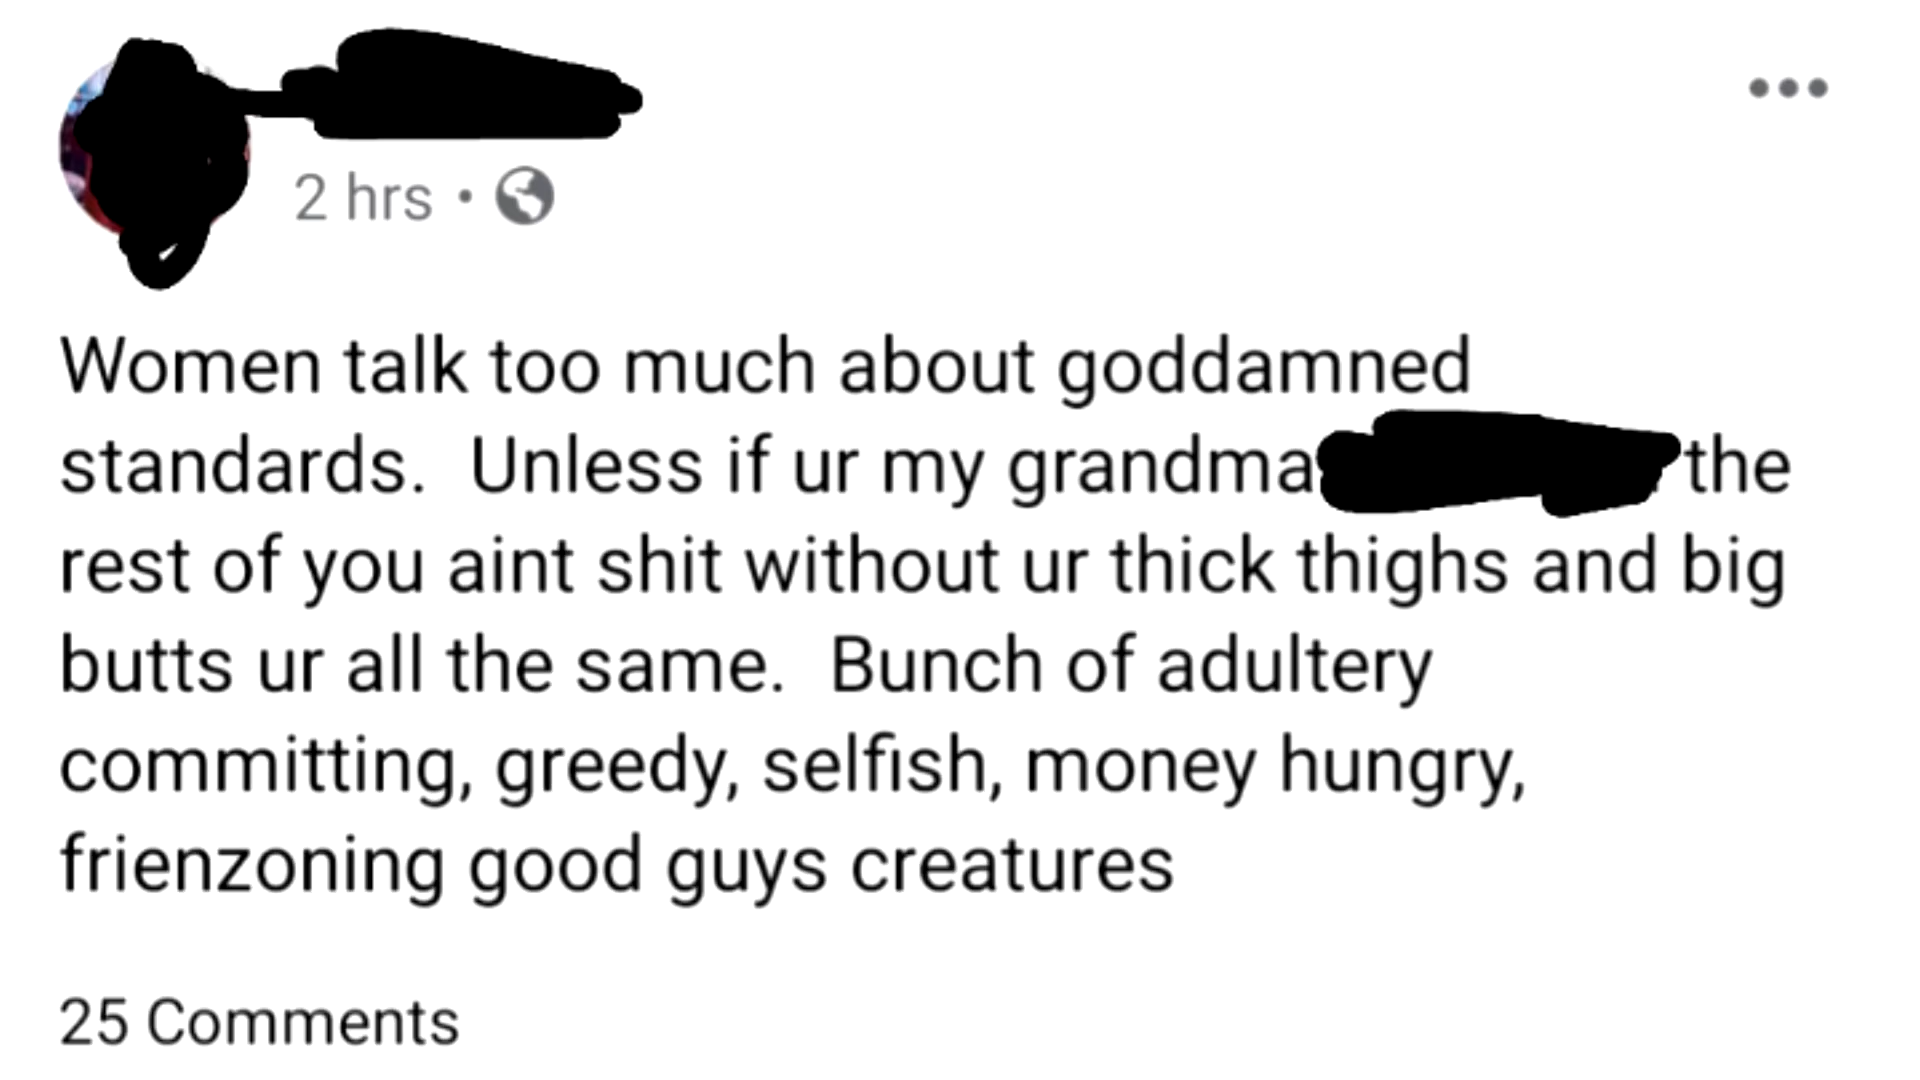 2 hrs •
Women talk too much about goddamned
standards.  Unless if ur my grandma the
rest of you aint shit without ur thick thighs and big
butts ur all the same.  Bunch of adultery
committing, greedy, selfish, money hungry,
frienzoning good guys creatures
25 Comments